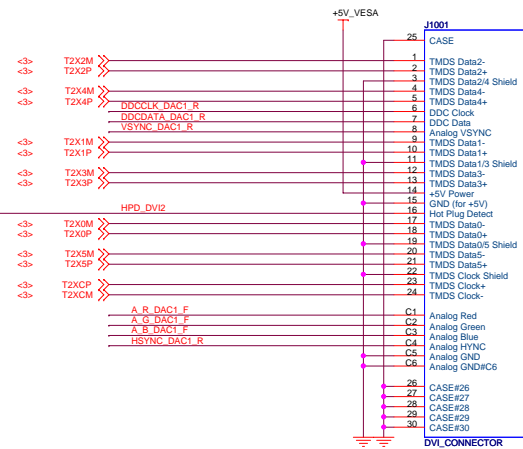 +5V_VESA
J1001
25 CASE
<3> T2X2M 1 TMDS Data2-
<3> T2X2P 2 TMDS Data2+
3 TMDS Data2/4 Shield
<3> T2X4M 4 TMDS Data4-
<3> T2X4P 5 TMDS Data4+
DDCCLK_DAC1_R 6 DDC Clock
DDCDATA_DAC1_R 7 DDC Data
VSYNC_DAC1_R 8 Analog VSYNC
<3> T2X1M 9 TMDS Data1-
<3> T2X1P 10 TMDS Data1+
11 TMDS Data1/3 Shield
<3> T2X3M 12 TMDS Data3-
<3> T2X3P 13 TMDS Data3+
14 +5V Power
15 GND (for +5V)
HPD_DVI2 16 Hot Plug Detect
<3> T2X0M 17 TMDS Data0-
<3> T2X0P 18 TMDS Data0+
19 TMDS Data0/5 Shield
<3> T2X5M 20 TMDS Data5-
<3> T2X5P 21 TMDS Data5+
22 TMDS Clock Shield
<3> T2XCP 23 TMDS Clock+
<3> T2XCM 24 TMDS Clock-
A_R_DAC1_F C1 Analog Red
A_G_DAC1_F C2 Analog Green
A_B_DAC1_F C3 Analog Blue
HSYNC_DAC1_R C4 Analog HYNC
C5 Analog GND
C6 Analog GND#C6
26 CASE#26
27 CASE#27
28 CASE#28
29 CASE#29
30 CASE#30
DVI_CONNECTOR